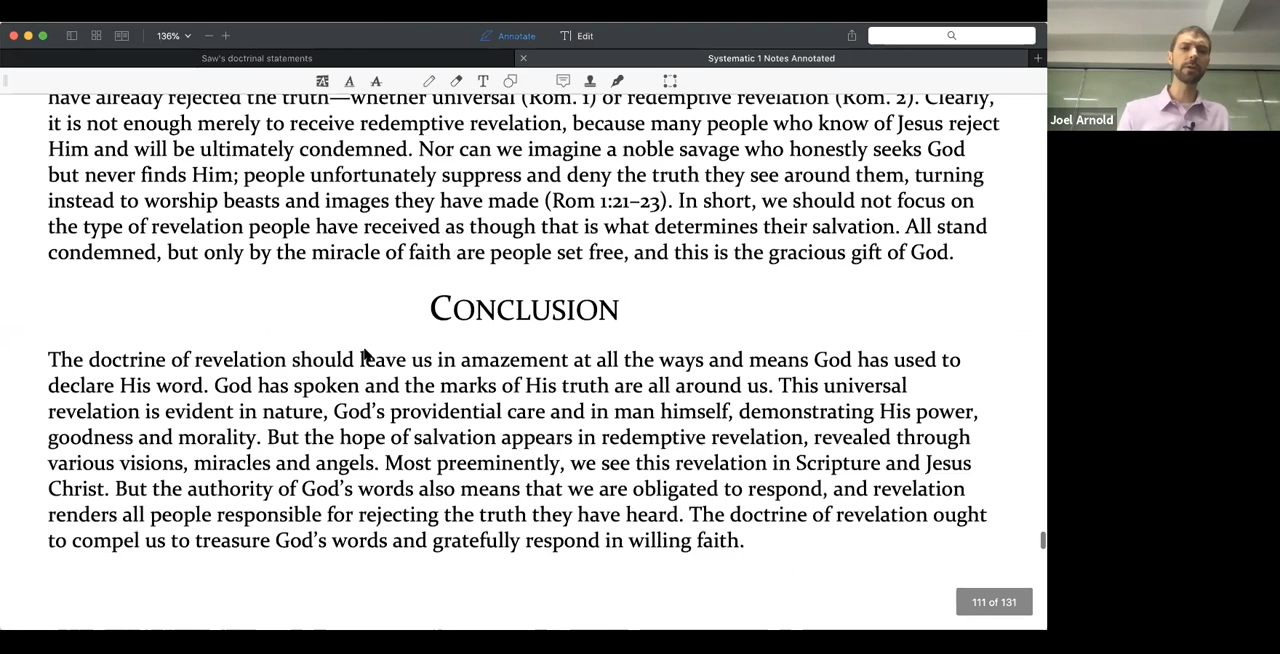 136%
Annotate
Edit
Saw's doctrinal statements
Systematic 1 Notes Annotated
have already rejected the truth—whether universal (Rom. 1) or redemptive revelation (Rom. 2). Clearly,
it is not enough merely to receive redemptive revelation, because many people who know of Jesus reject
Him and will be ultimately condemned. Nor can we imagine a noble savage who honestly seeks God
but never finds Him; people unfortunately suppress and deny the truth they see around them, turning
instead to worship beasts and images they have made (Rom 1:21–23). In short, we should not focus on
the type of revelation people have received as though that is what determines their salvation. All stand
condemned, but only by the miracle of faith are people set free, and this is the gracious gift of God.
CONCLUSION
The doctrine of revelation should leave us in amazement at all the ways and means God has used to
declare His word. God has spoken and the marks of His truth are all around us. This universal
revelation is evident in nature, God's providential care and in man himself, demonstrating His power,
goodness and morality. But the hope of salvation appears in redemptive revelation, revealed through
various visions, miracles and angels. Most preeminently, we see this revelation in Scripture and Jesus
Christ. But the authority of God's words also means that we are obligated to respond, and revelation
renders all people responsible for rejecting the truth they have heard. The doctrine of revelation ought
to compel us to treasure God's words and gratefully respond in willing faith.
111 of 131
Joel Arnold